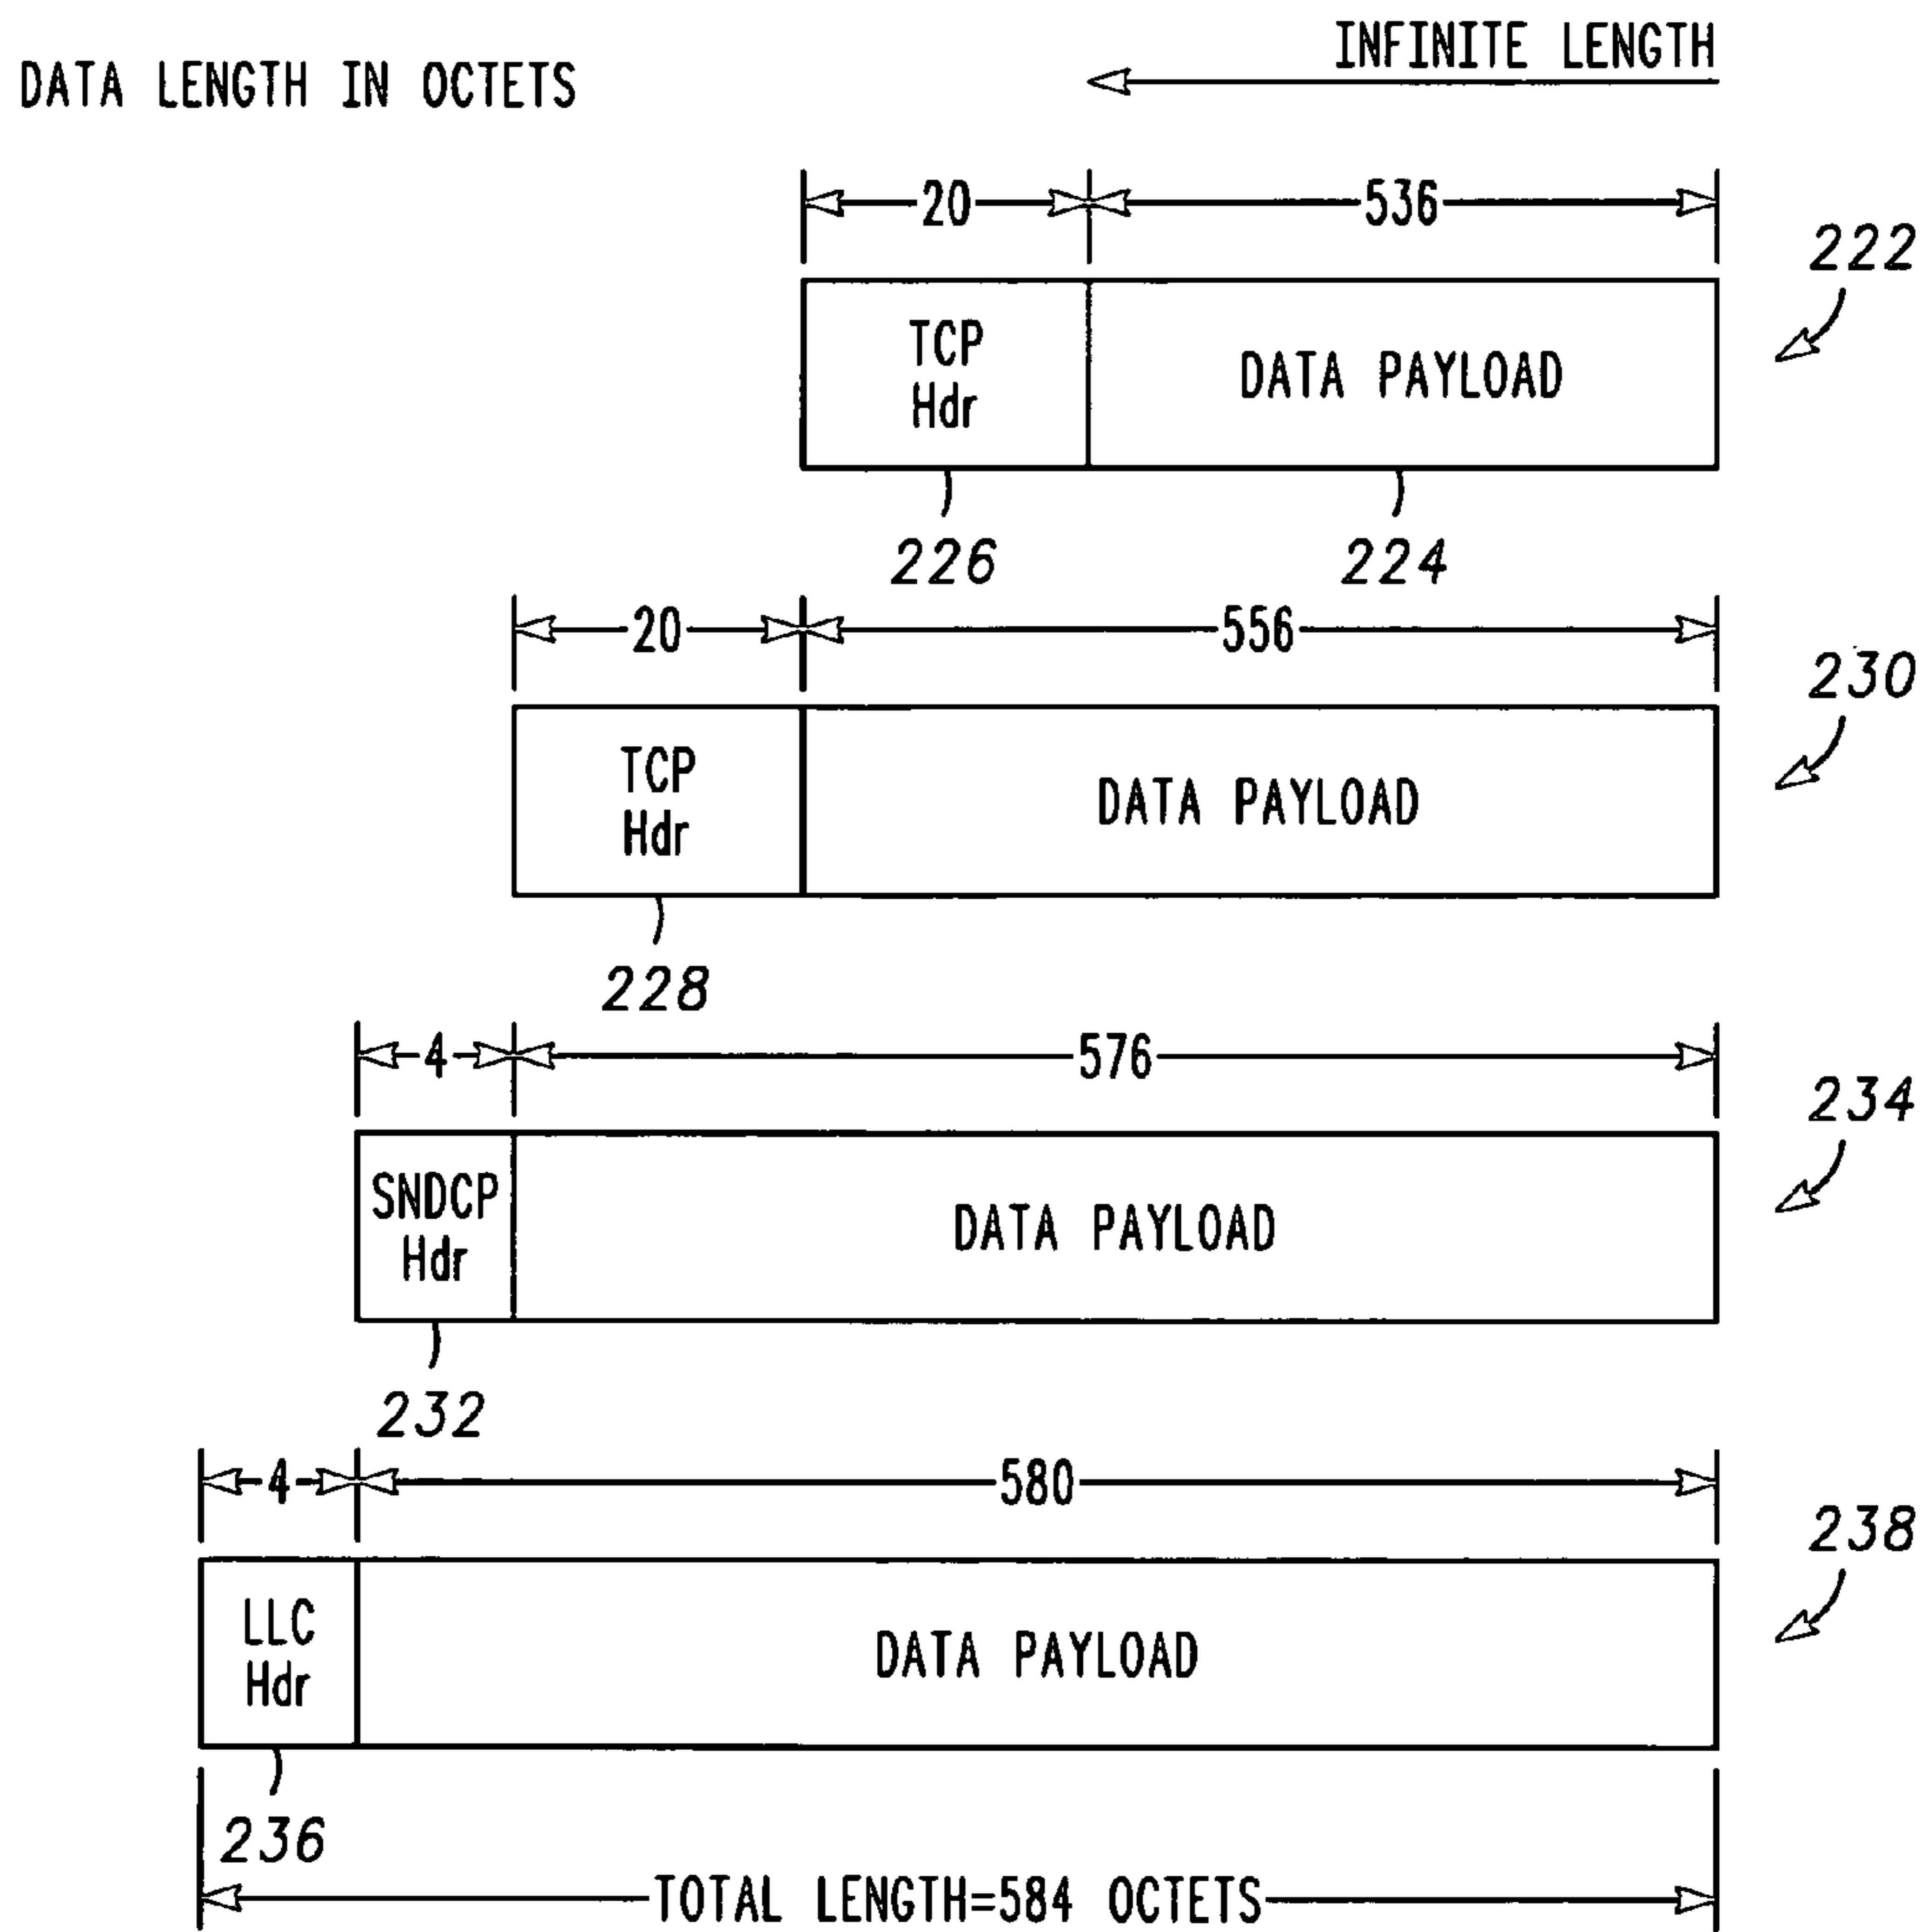 INFINITE LENGTH
DATA LENGTH IN OCTETS
20 536
222
TCP
Hdr
DATA PAYLOAD
226 224
20 556
230
TCP
Hdr
DATA PAYLOAD
228
4 576
234
SNDCP
Hdr
DATA PAYLOAD
232
4 580
238
LLC
Hdr
DATA PAYLOAD
236
TOTAL LENGTH=584 OCTETS